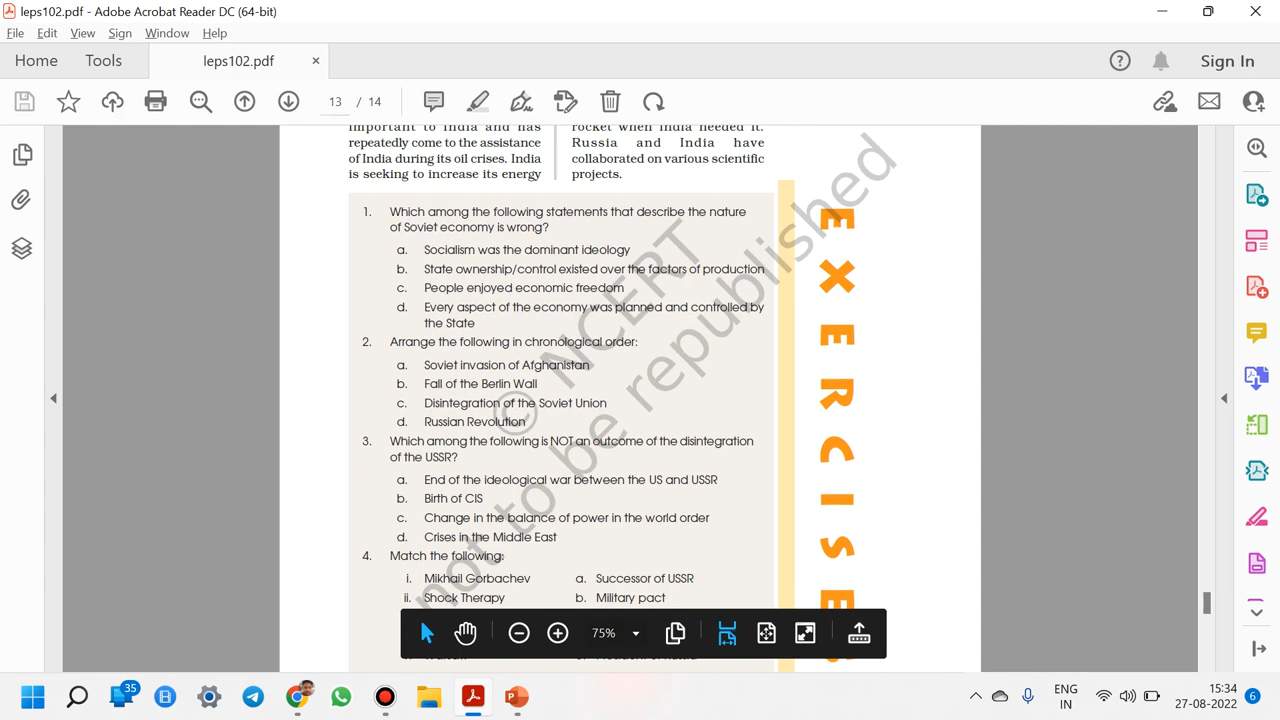 leps102.pdf - Adobe Acrobat Reader DC (64-bit)
File Edit View Sign Window Help
Home Tools leps102.pdf × Sign In
13 / 14
important to India and has
repeatedly come to the assistance
of India during its oil crises. India
is seeking to increase its energy
rocket when India needed it.
Russia and India have
collaborated on various scientific
projects.
1. Which among the following statements that describe the nature
of Soviet economy is wrong?
a. Socialism was the dominant ideology
b. State ownership/control existed over the factors of production
c. People enjoyed economic freedom
d. Every aspect of the economy was planned and controlled by
the State
2. Arrange the following in chronological order:
a. Soviet invasion of Afghanistan
b. Fall of the Berlin Wall
c. Disintegration of the Soviet Union
d. Russian Revolution
3. Which among the following is NOT an outcome of the disintegration
of the USSR?
a. End of the ideological war between the US and USSR
b. Birth of CIS
c. Change in the balance of power in the world order
d. Crises in the Middle East
4. Match the following:
i. Mikhail Gorbachev a. Successor of USSR
ii. Shock Therapy b. Military pact
EXERCISE
© NCERT
not to be republished
75%
35
ENG
IN
15:34
27-08-2022
6